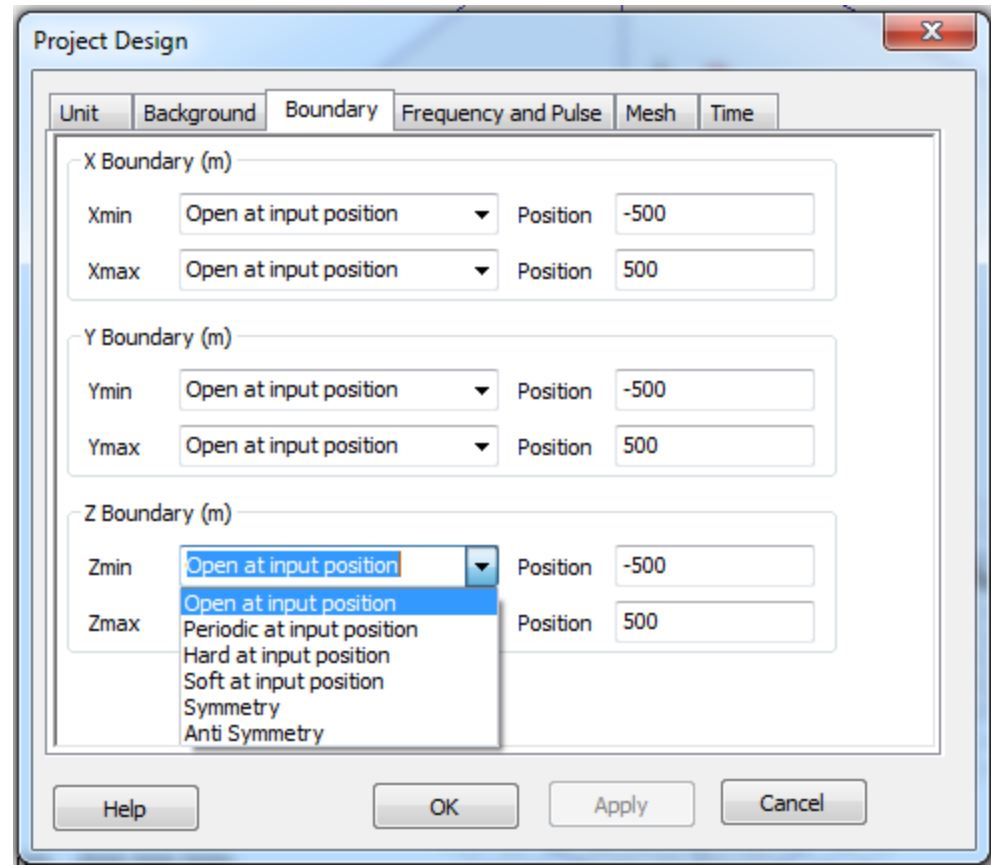 Project Design
Unit Background Boundary Frequency and Pulse Mesh Time
X Boundary (m)
Xmin Open at input position Position -500
Xmax Open at input position Position 500
Y Boundary (m)
Ymin Open at input position Position -500
Ymax Open at input position Position 500
Z Boundary (m)
Zmin Open at input position Position -500
Open at input position
Zmax Position 500
Periodic at input position
Hard at input position
Soft at input position
Symmetry
Anti Symmetry
Help OK Apply Cancel